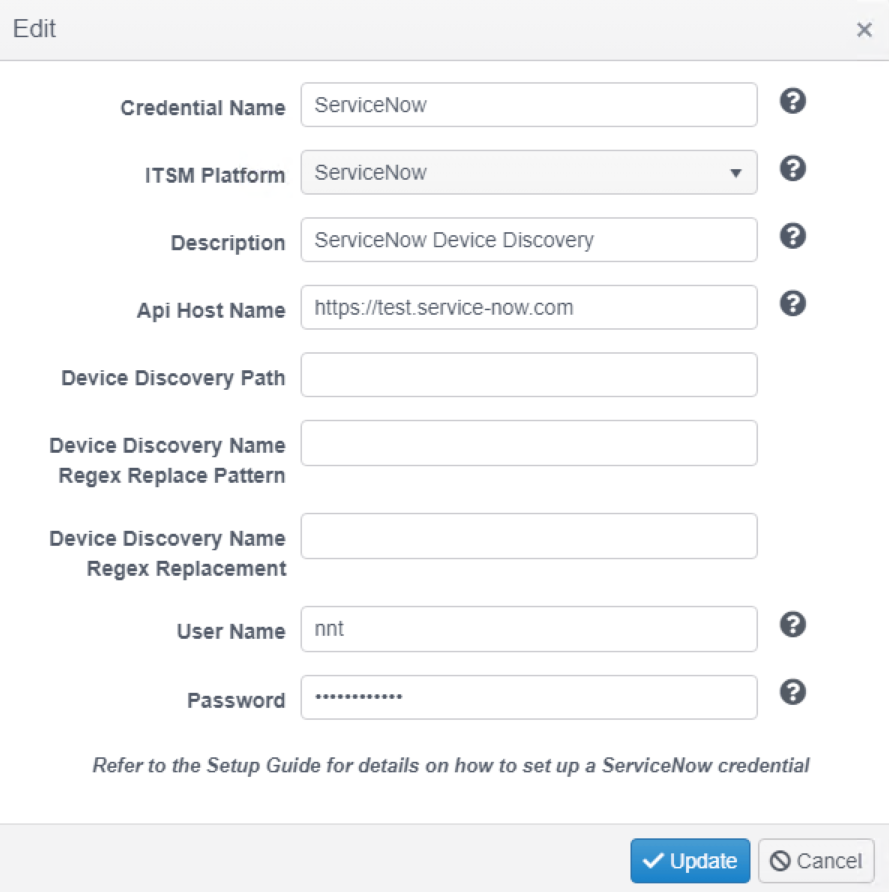 Edit
Credential Name ServiceNow
ITSM Platform ServiceNow
Description ServiceNow Device Discovery
Api Host Name https://test.service-now.com
Device Discovery Path
Device Discovery Name
Regex Replace Pattern
Device Discovery Name
Regex Replacement
User Name nnt
Password ••••••••••••
Refer to the Setup Guide for details on how to set up a ServiceNow credential
Update Cancel